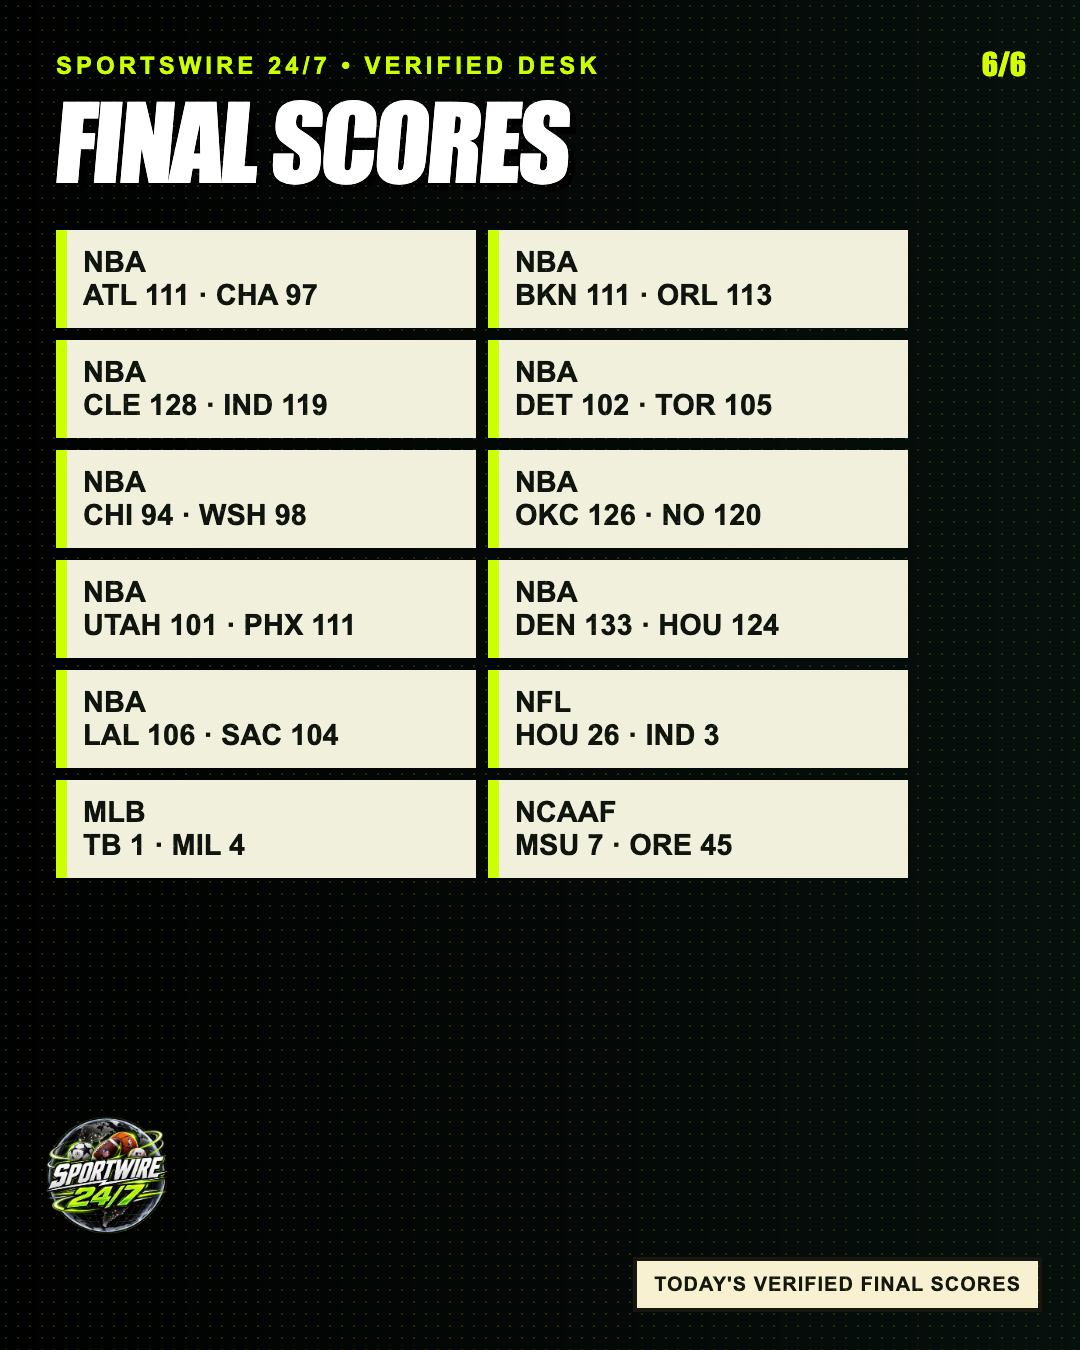 SPORTSWIRE 24/7 • VERIFIED DESK
6/6
FINAL SCORES
NBA
ATL 111 · CHA 97
NBA
BKN 111 · ORL 113
NBA
CLE 128 · IND 119
NBA
DET 102 · TOR 105
NBA
CHI 94 · WSH 98
NBA
OKC 126 · NO 120
NBA
UTAH 101 · PHX 111
NBA
DEN 133 · HOU 124
NBA
LAL 106 · SAC 104
NFL
HOU 26 · IND 3
MLB
TB 1 · MIL 4
NCAAF
MSU 7 · ORE 45
SPORTWIRE
24/7
TODAY'S VERIFIED FINAL SCORES